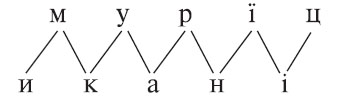 м у р ї ц
и к а н і